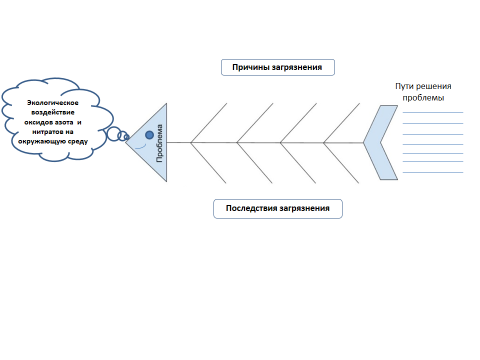 Причины загрязнения
Пути решения
проблемы
Экологическое
воздействие
оксидов азота и
нитратов на
окружающую среду
Проблема
Последствия загрязнения